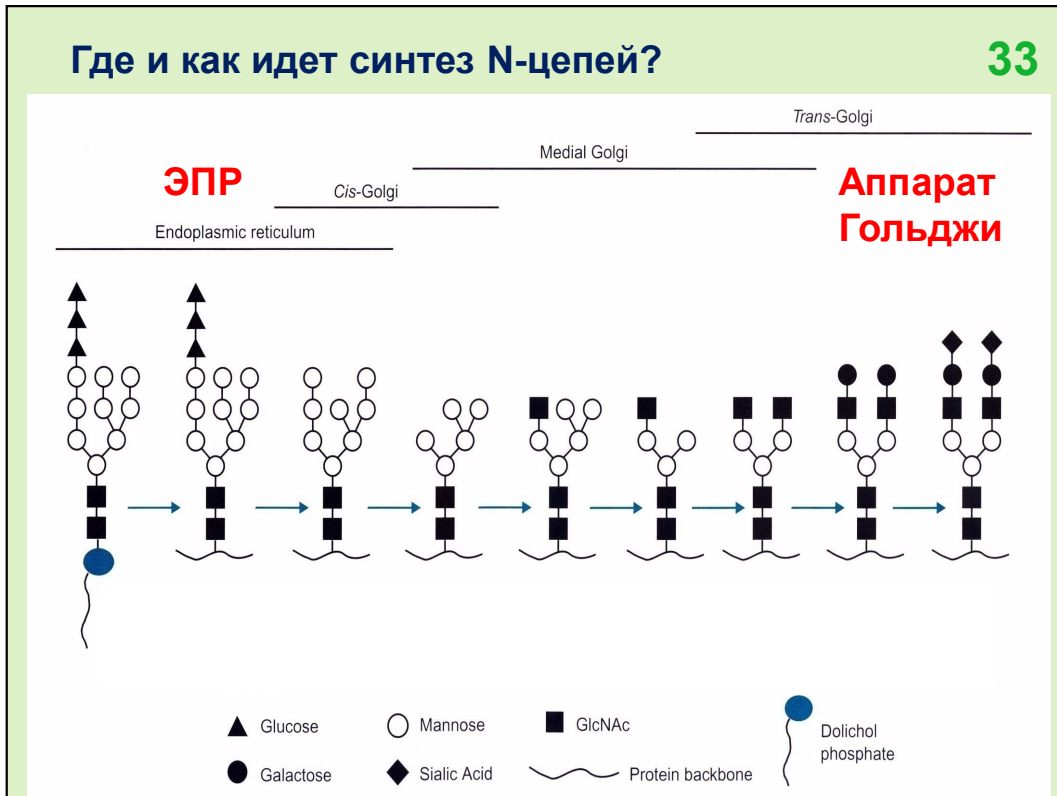 Где и как идет синтез N-цепей?
33
Trans-Golgi
Medial Golgi
ЭПР
Cis-Golgi
Аппарат
Гольджи
Endoplasmic reticulum
Glucose
Mannose
GlcNAc
Dolichol
phosphate
Galactose
Sialic Acid
Protein backbone